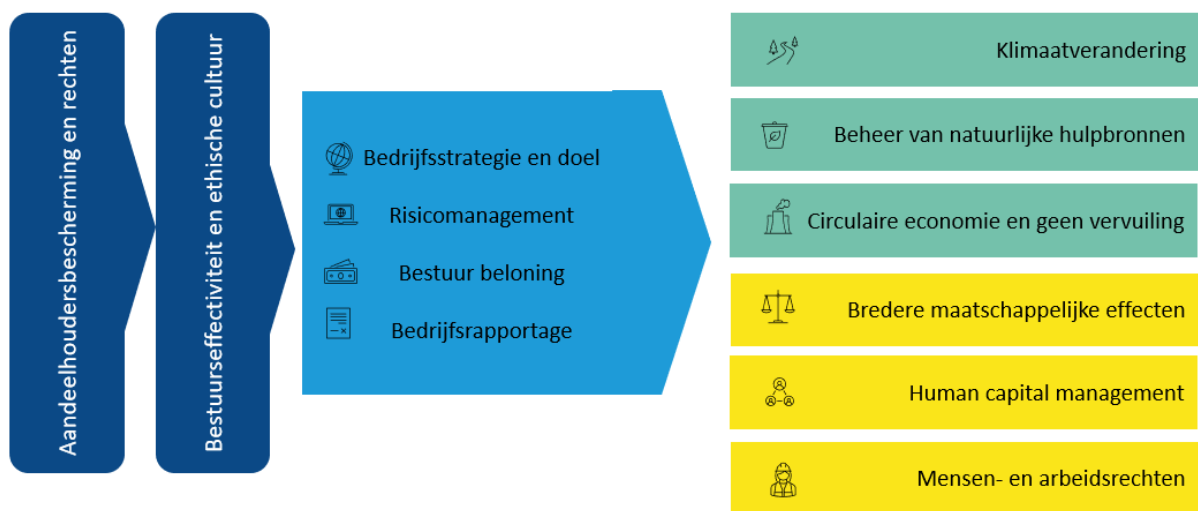 Aandeelhoudersbescherming en rechten
Bestuurseffectiviteit en ethische cultuur
Bedrijfsstrategie en doel
Risicomanagement
Bestuur beloning
Bedrijfsrapportage
Klimaatverandering
Beheer van natuurlijke hulpbronnen
Circulaire economie en geen vervuiling
Bredere maatschappelijke effecten
Human capital management
Mensen- en arbeidsrechten